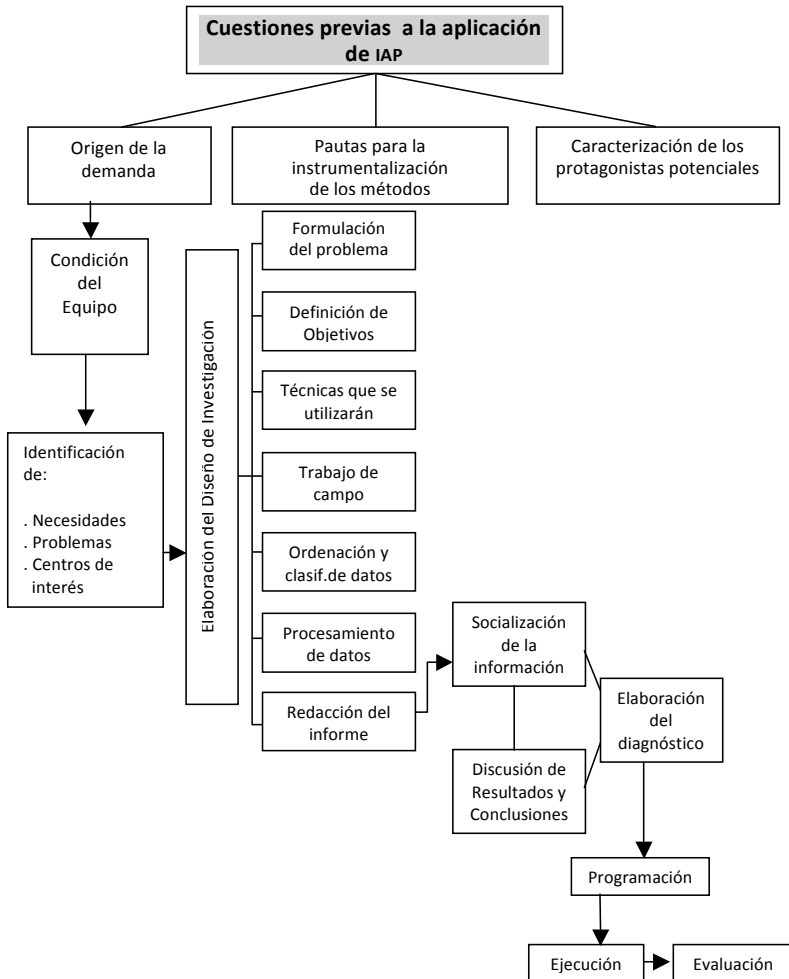 Cuestiones previas a la aplicación
de IAP
Origen de la
demanda
Pautas para la
instrumentalización
de los métodos
Caracterización de los
protagonistas potenciales
Condición
del
Equipo
Identificación
de:
. Necesidades
. Problemas
. Centros de
interés
Elaboración del Diseño de Investigación
Formulación
del problema
Definición de
Objetivos
Técnicas que se
utilizarán
Trabajo de
campo
Ordenación y
clasif.de datos
Procesamiento
de datos
Redacción del
informe
Socialización
de la
información
Discusión de
Resultados y
Conclusiones
Elaboración
del
diagnóstico
Programación
Ejecución
Evaluación